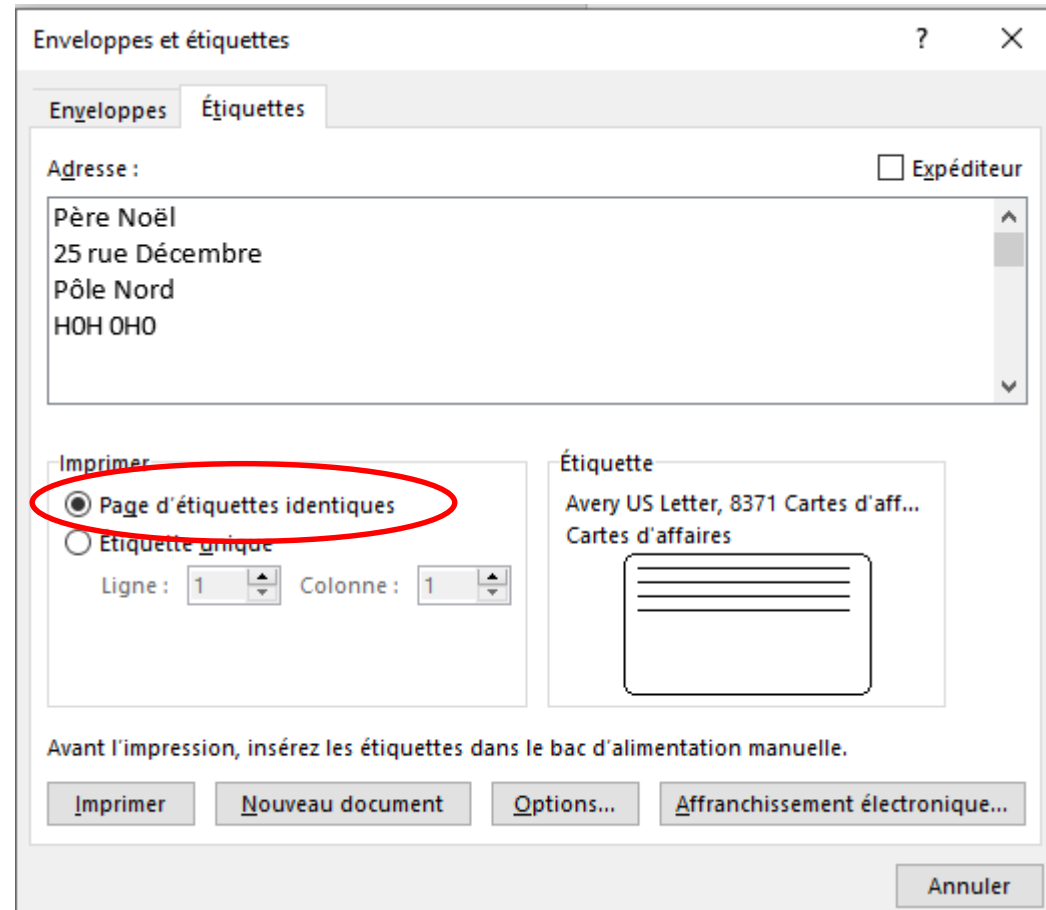 Enveloppes et étiquettes ?
Enveloppes Étiquettes
Adresse : Expéditeur
Père Noël
25 rue Décembre
Pôle Nord
H0H 0H0
Imprimer
Page d'étiquettes identiques
Étiquette unique
Ligne : 1 Colonne : 1
Étiquette
Avery US Letter, 8371 Cartes d'aff...
Cartes d'affaires
Avant l'impression, insérez les étiquettes dans le bac d'alimentation manuelle.
Imprimer Nouveau document Options... Affranchissement électronique...
Annuler